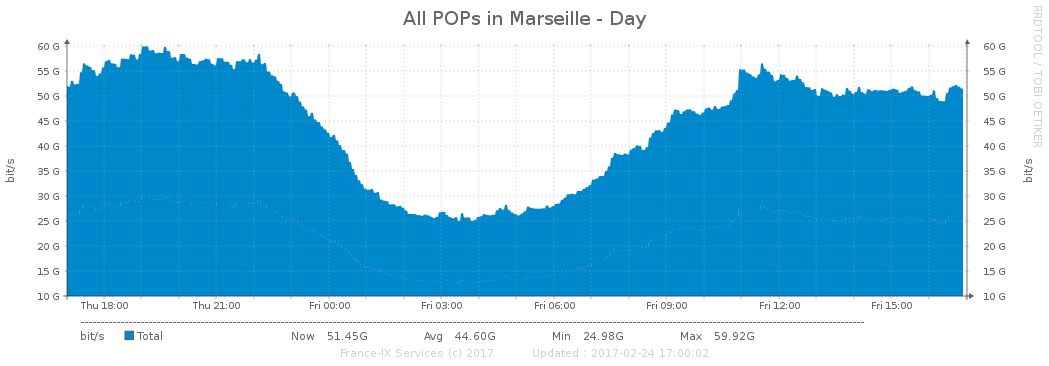 All POPs in Marseille - Day
RRDTOOL / TOBI OETIKER
bit/s
60 G
55 G
50 G
45 G
40 G
35 G
30 G
25 G
20 G
15 G
10 G
60 G
55 G
50 G
45 G
40 G
35 G
30 G
25 G
20 G
15 G
10 G
bit/s
Thu 18:00 Thu 21:00 Fri 00:00 Fri 03:00 Fri 06:00 Fri 09:00 Fri 12:00 Fri 15:00
bit/s Total Now 51.45G Avg 44.60G Min 24.98G Max 59.92G
France-IX Services (c) 2017 Updated : 2017-02-24 17:00:02